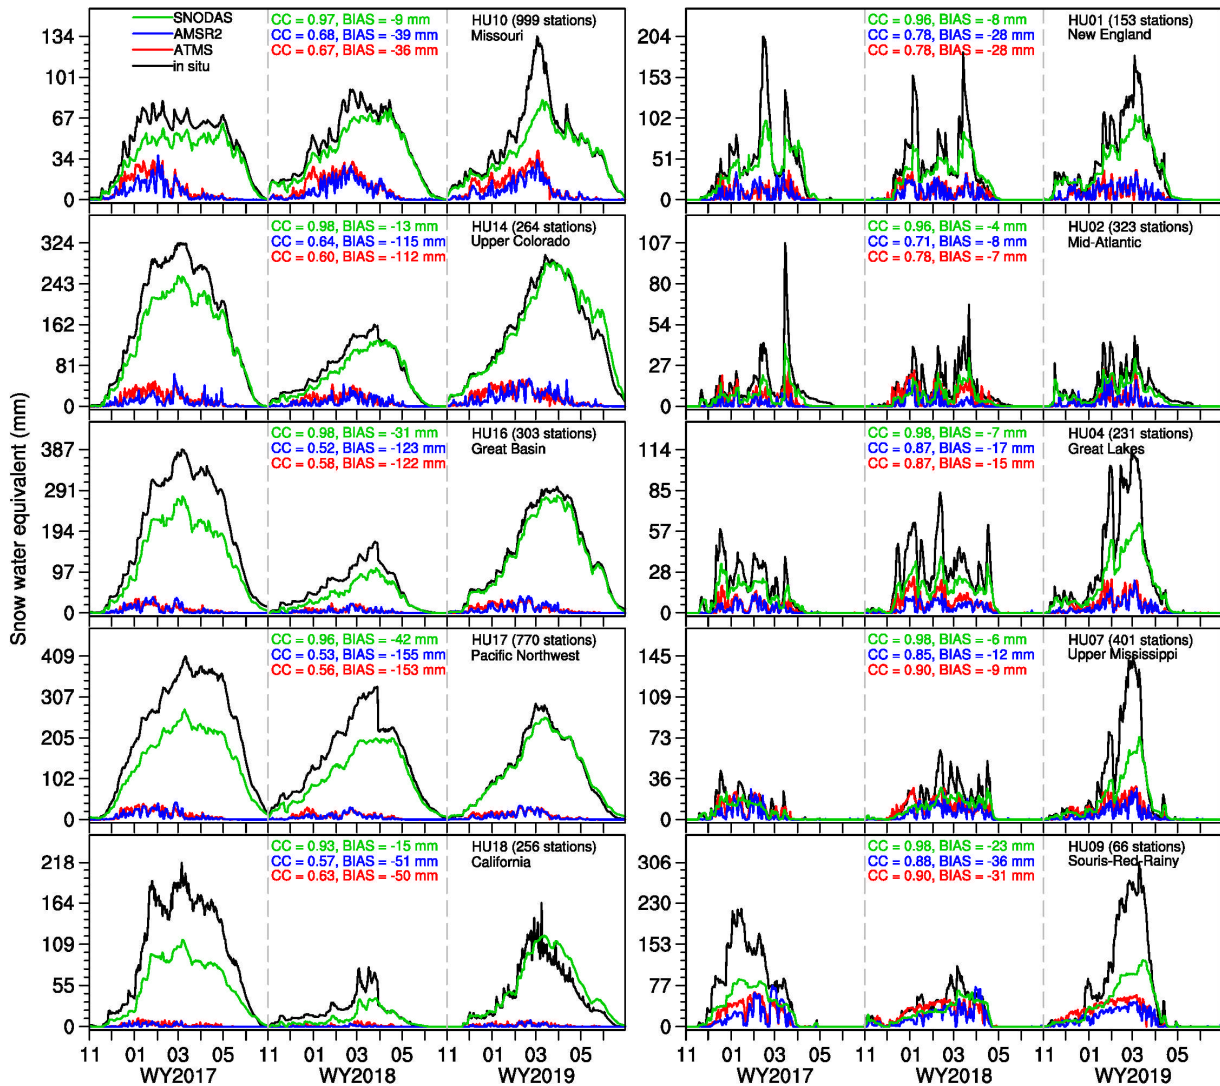 Snow water equivalent (mm)
SNODAS
AMSR2
ATMS
in situ
CC = 0.97, BIAS = -9 mm
CC = 0.68, BIAS = -39 mm
CC = 0.67, BIAS = -36 mm
HU10 (999 stations)
Missouri
134
101
67
34
0
CC = 0.96, BIAS = -8 mm
CC = 0.78, BIAS = -28 mm
CC = 0.78, BIAS = -28 mm
HU01 (153 stations)
New England
204
153
102
51
0
CC = 0.98, BIAS = -13 mm
CC = 0.64, BIAS = -115 mm
CC = 0.60, BIAS = -112 mm
HU14 (264 stations)
Upper Colorado
324
243
162
81
0
CC = 0.96, BIAS = -4 mm
CC = 0.71, BIAS = -8 mm
CC = 0.78, BIAS = -7 mm
HU02 (323 stations)
Mid-Atlantic
107
80
54
27
0
CC = 0.98, BIAS = -31 mm
CC = 0.52, BIAS = -123 mm
CC = 0.58, BIAS = -122 mm
HU16 (303 stations)
Great Basin
387
291
194
97
0
CC = 0.98, BIAS = -7 mm
CC = 0.87, BIAS = -17 mm
CC = 0.87, BIAS = -15 mm
HU04 (231 stations)
Great Lakes
114
85
57
28
0
CC = 0.96, BIAS = -42 mm
CC = 0.53, BIAS = -155 mm
CC = 0.56, BIAS = -153 mm
HU17 (770 stations)
Pacific Northwest
409
307
205
102
0
CC = 0.98, BIAS = -6 mm
CC = 0.85, BIAS = -12 mm
CC = 0.90, BIAS = -9 mm
HU07 (401 stations)
Upper Mississippi
145
109
73
36
0
CC = 0.93, BIAS = -15 mm
CC = 0.57, BIAS = -51 mm
CC = 0.63, BIAS = -50 mm
HU18 (256 stations)
California
218
164
109
55
0
CC = 0.98, BIAS = -23 mm
CC = 0.88, BIAS = -36 mm
CC = 0.90, BIAS = -31 mm
HU09 (66 stations)
Souris-Red-Rainy
306
230
153
77
0
11 01 03 05 11 01 03 05 11 01 03 05
WY2017 WY2018 WY2019
11 01 03 05 11 01 03 05 11 01 03 05
WY2017 WY2018 WY2019